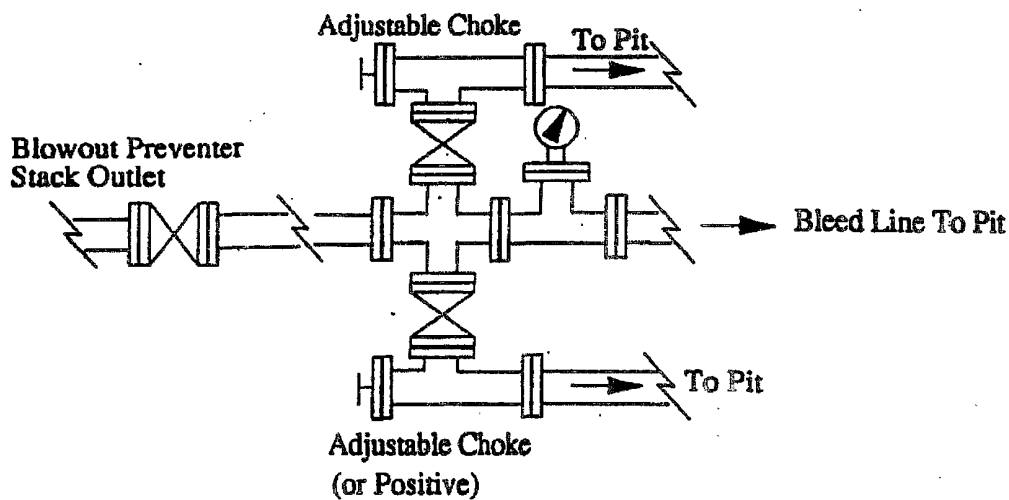 Adjustable Choke
To Pit
Blowout Preventer
Stack Outlet
Bleed Line To Pit
To Pit
Adjustable Choke
(or Positive)